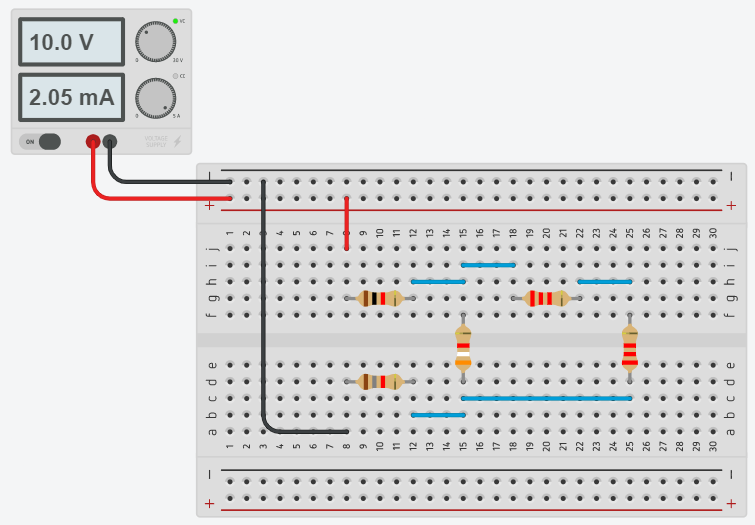 10.0 V
VC
0 30 V
2.05 mA
CC
0 5 A
ON
VOLTAGE
SUPPLY
− −
+ +
1 2 3 4 5 6 7 8 9 10 11 12 13 14 15 16 17 18 19 20 21 22 23 24 25 26 27 28 29 30
j j
i i
h h
g g
f f
e e
d d
c c
b b
a a
1 2 3 4 5 6 7 8 9 10 11 12 13 14 15 16 17 18 19 20 21 22 23 24 25 26 27 28 29 30
− −
+ +